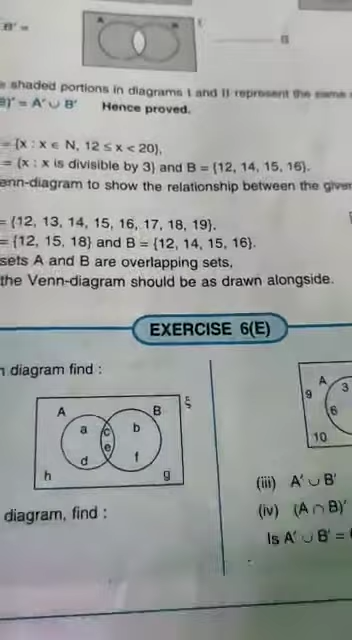 B' =
A
B
shaded portions in diagrams I and II represent the same
B)' = A' ∪ B' Hence proved.
= {x : x ∈ N, 12 ≤ x < 20},
= {x : x is divisible by 3} and B = {12, 14, 15, 16}.
enn-diagram to show the relationship between the given
= {12, 13, 14, 15, 16, 17, 18, 19}.
= {12, 15, 18} and B = {12, 14, 15, 16}.
sets A and B are overlapping sets,
the Venn-diagram should be as drawn alongside.
EXERCISE 6(E)
diagram find :
A B ξ
a c b
e
d f
h g
diagram, find :
A
9 3
6
10
(iii) A' ∪ B'
(iv) (A ∩ B)'
Is A' ∪ B' =